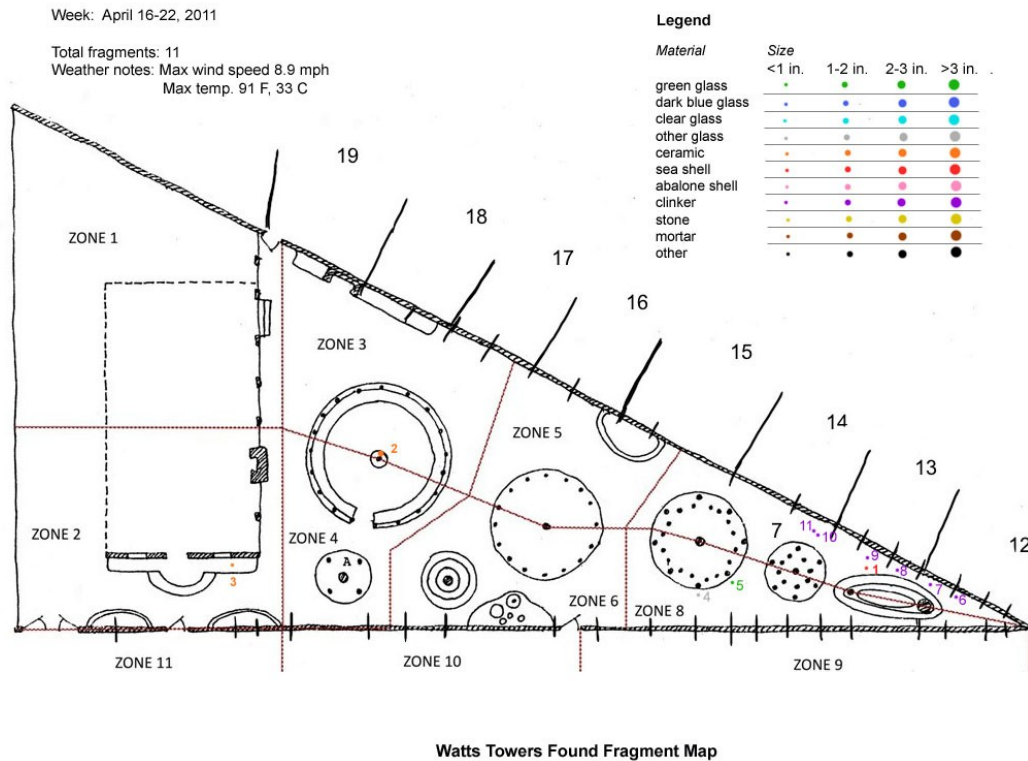 Week: April 16-22, 2011
Total fragments: 11
Weather notes: Max wind speed 8.9 mph
Max temp. 91 F, 33 C
Legend
Material Size
<1 in. 1-2 in. 2-3 in. >3 in.
green glass
dark blue glass
clear glass
other glass
ceramic
sea shell
abalone shell
clinker
stone
mortar
other
19
18
17
16
15
14
13
12
ZONE 1
ZONE 3
ZONE 5
2
11
10
7
9
1
8
7
6
ZONE 2
ZONE 4
A
3
5
4
ZONE 6
ZONE 8
ZONE 11
ZONE 10
ZONE 9
Watts Towers Found Fragment Map